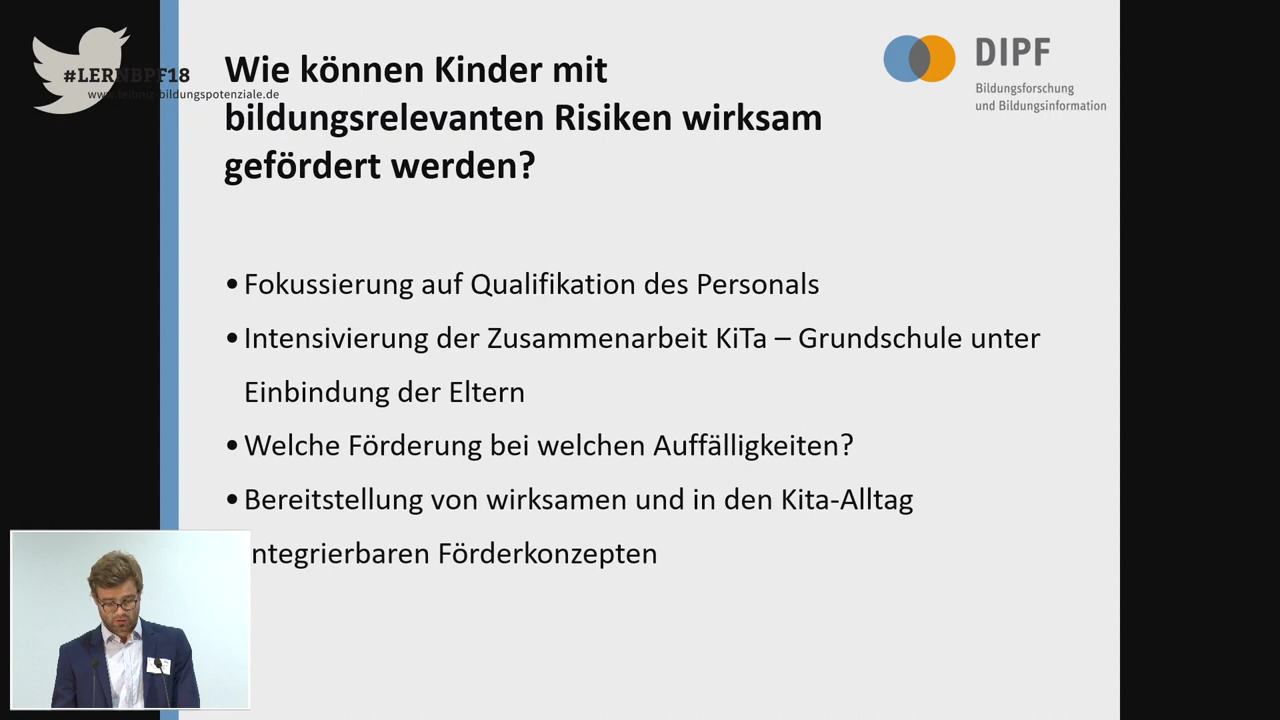 #LERNBPF18
www.leibniz-bildungspotenziale.de
Wie können Kinder mit
bildungsrelevanten Risiken wirksam
gefördert werden?
DIPF
Bildungsforschung
und Bildungsinformation
• Fokussierung auf Qualifikation des Personals
• Intensivierung der Zusammenarbeit KiTa – Grundschule unter
Einbindung der Eltern
• Welche Förderung bei welchen Auffälligkeiten?
• Bereitstellung von wirksamen und in den Kita-Alltag
ntegrierbaren Förderkonzepten